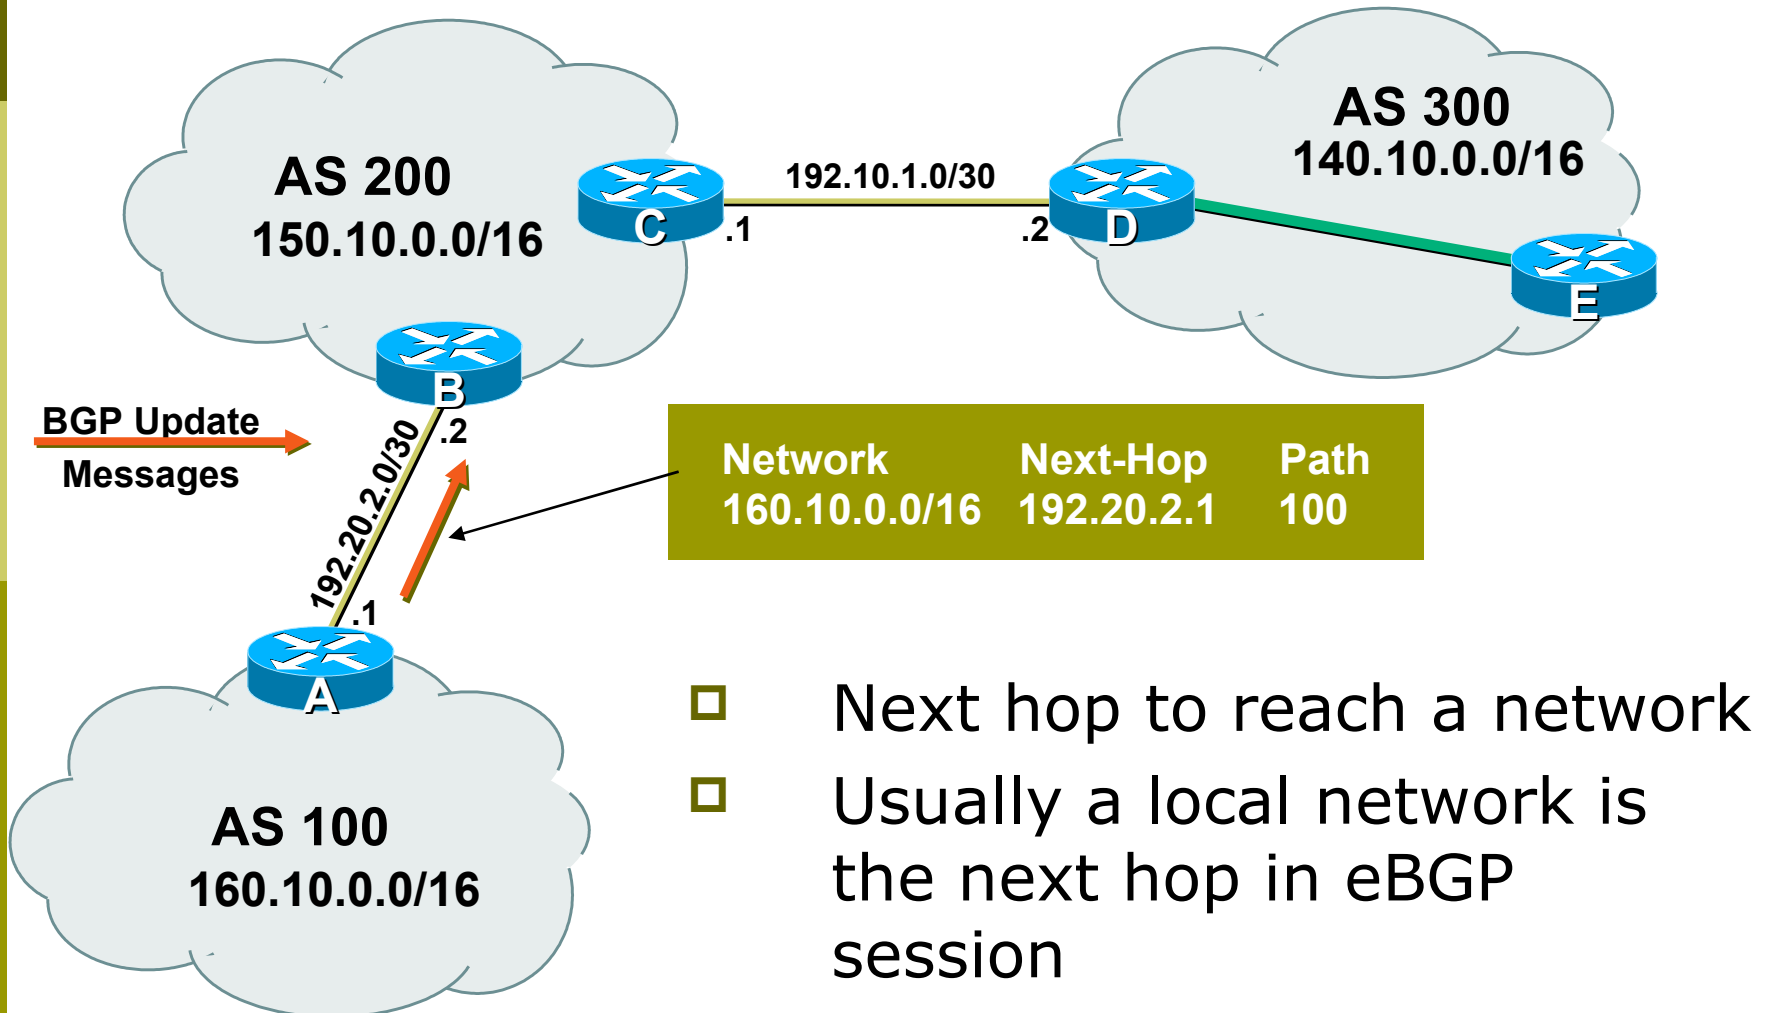 AS 200
150.10.0.0/16
C
.1
192.10.1.0/30
.2
D
AS 300
140.10.0.0/16
E
B
.2
BGP Update
Messages
192.20.2.0/30
.1
A
AS 100
160.10.0.0/16
Network Next-Hop Path
160.10.0.0/16 192.20.2.1 100
Next hop to reach a network
Usually a local network is
the next hop in eBGP
session